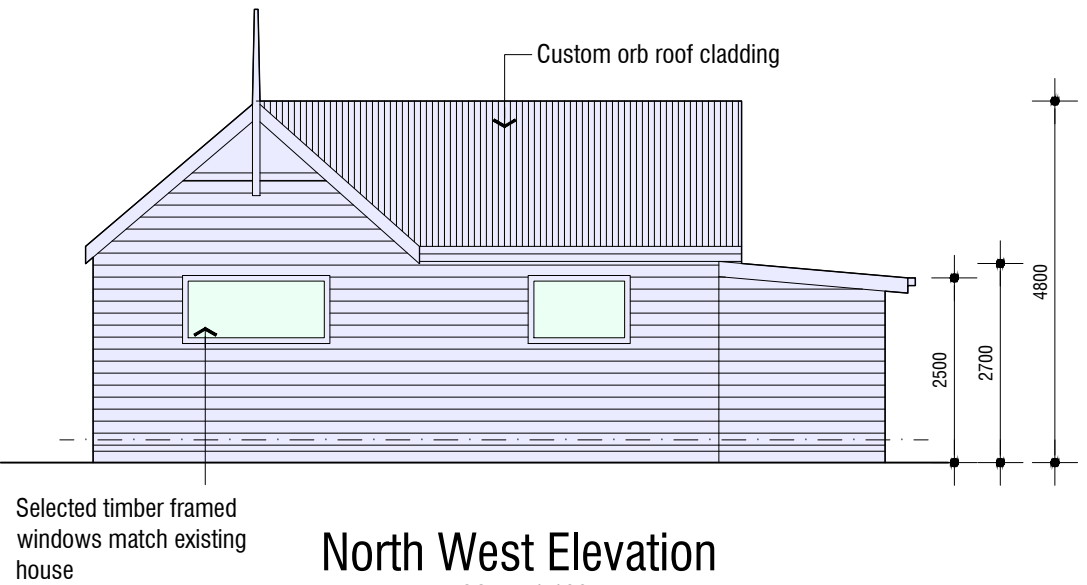 Custom orb roof cladding
4800
2700
2500
Selected timber framed
windows match existing
house
North West Elevation